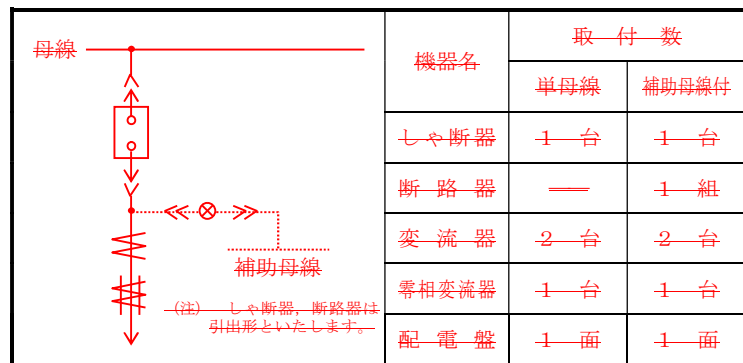 母線
補助母線
（注）　しゃ断器，断路器は
引出形といたします。
機器名　取　付　数
単母線　補助母線付
しゃ断器　１　台　１　台
断　路　器　――　１　組
変　流　器　２　台　２　台
零相変流器　１　台　１　台
配　電　盤　１　面　１　面